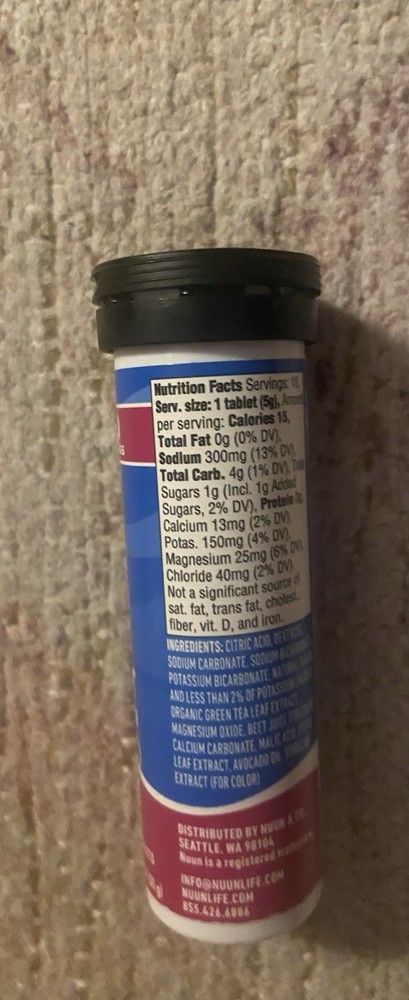 Nutrition Facts Servings: 10,
Serv. size: 1 tablet (5g), Amount
per serving: Calories 15,
Total Fat 0g (0% DV),
Sodium 300mg (13% DV),
Total Carb. 4g (1% DV), Total
Sugars 1g (Incl. 1g Added
Sugars, 2% DV), Protein 0g,
Calcium 13mg (2% DV),
Potas. 150mg (4% DV),
Magnesium 25mg (6% DV),
Chloride 40mg (2% DV).
Not a significant source of
sat. fat, trans fat, cholest.,
fiber, vit. D, and iron.
INGREDIENTS: CITRIC ACID,
SODIUM CARBONATE, SODIUM
POTASSIUM BICARBONATE,
AND LESS THAN 2% OF POTASSIUM
ORGANIC GREEN TEA LEAF EXTRACT,
MAGNESIUM OXIDE, BEET JUICE
CALCIUM CARBONATE, MALIC ACID,
LEAF EXTRACT, AVOCADO OIL,
EXTRACT (FOR COLOR)
DISTRIBUTED BY NUUN & CO.
SEATTLE, WA 98104
Nuun is a registered
INFO@NUUNLIFE.COM
NUUNLIFE.COM
855.426.6886